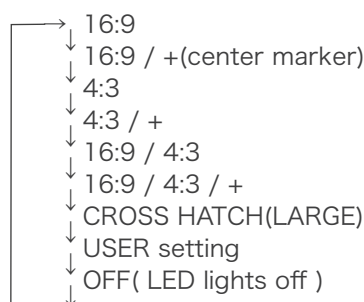 16:9
16:9 / +(center marker)
4:3
4:3 / +
16:9 / 4:3
16:9 / 4:3 / +
CROSS HATCH(LARGE)
USER setting
OFF( LED lights off )